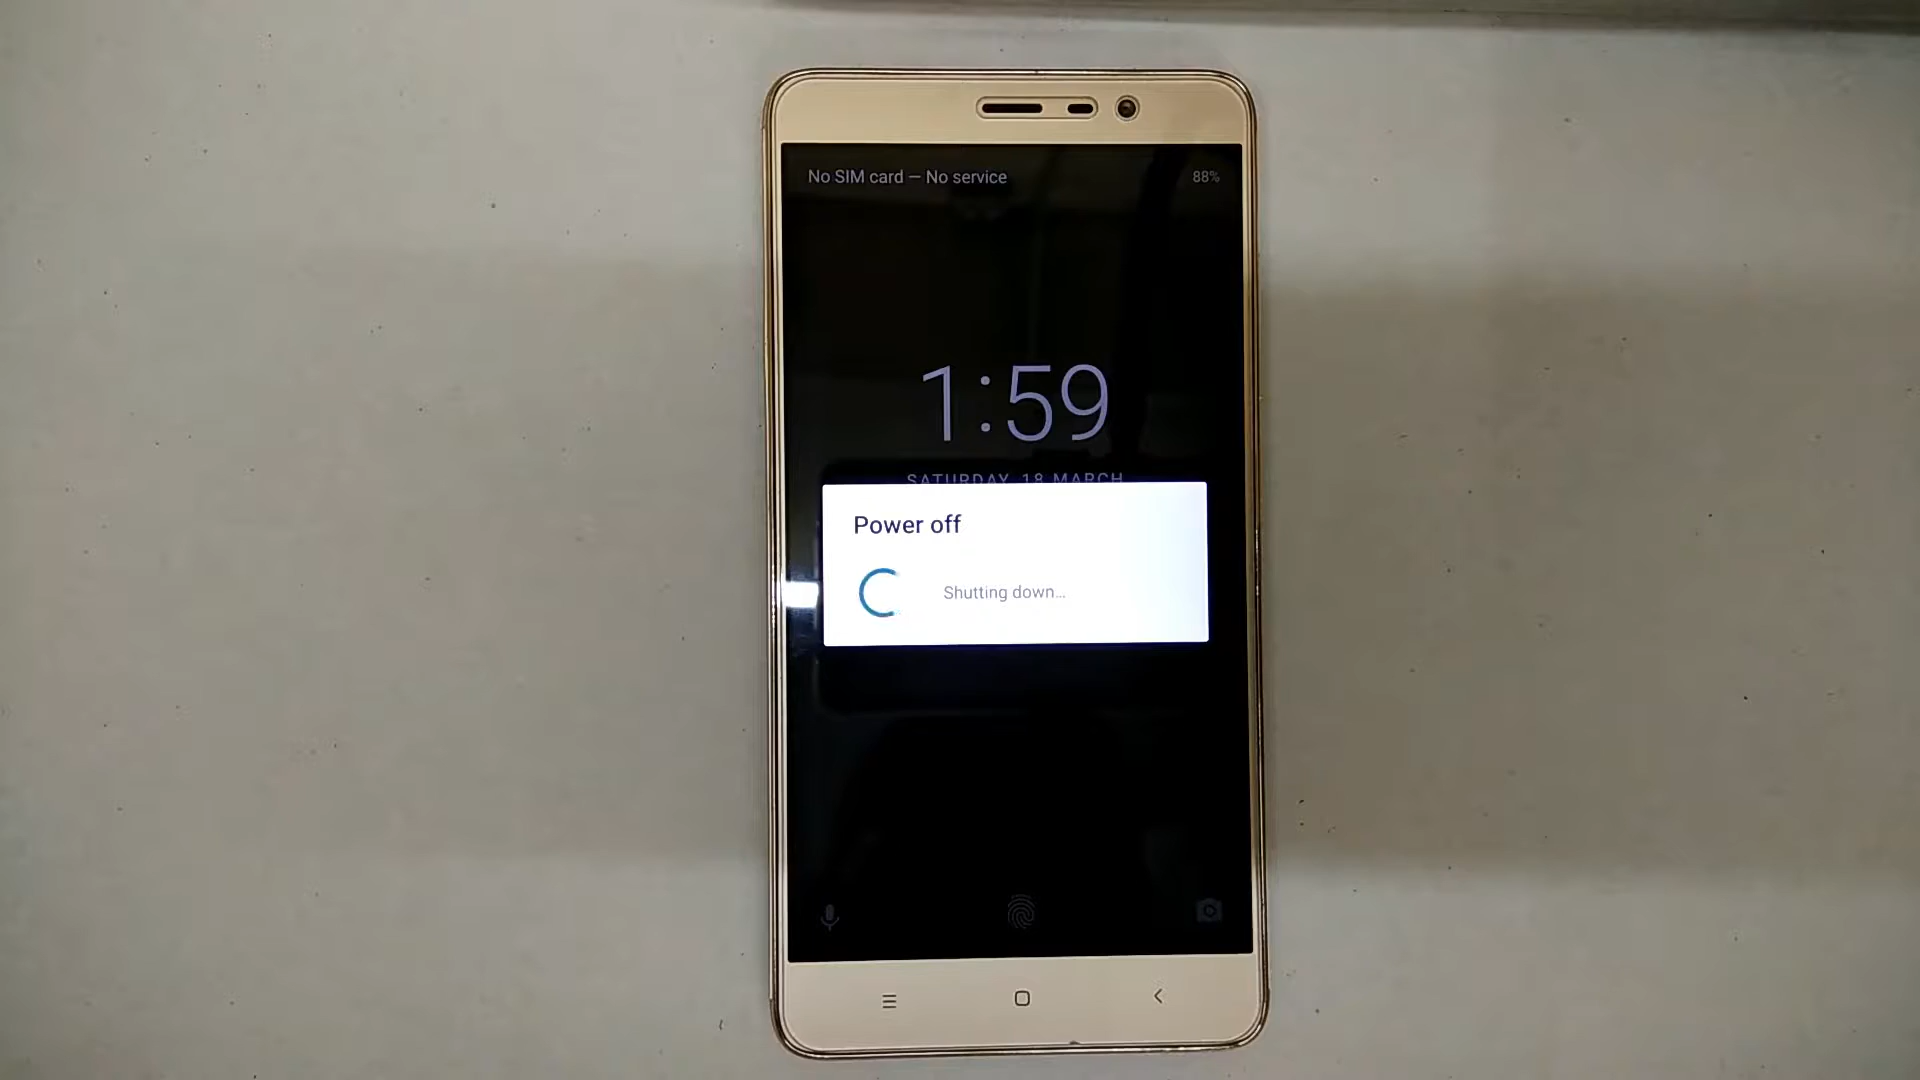 No SIM card — No service
88%
1:59
SATURDAY, 18 MARCH
Power off
Shutting down...